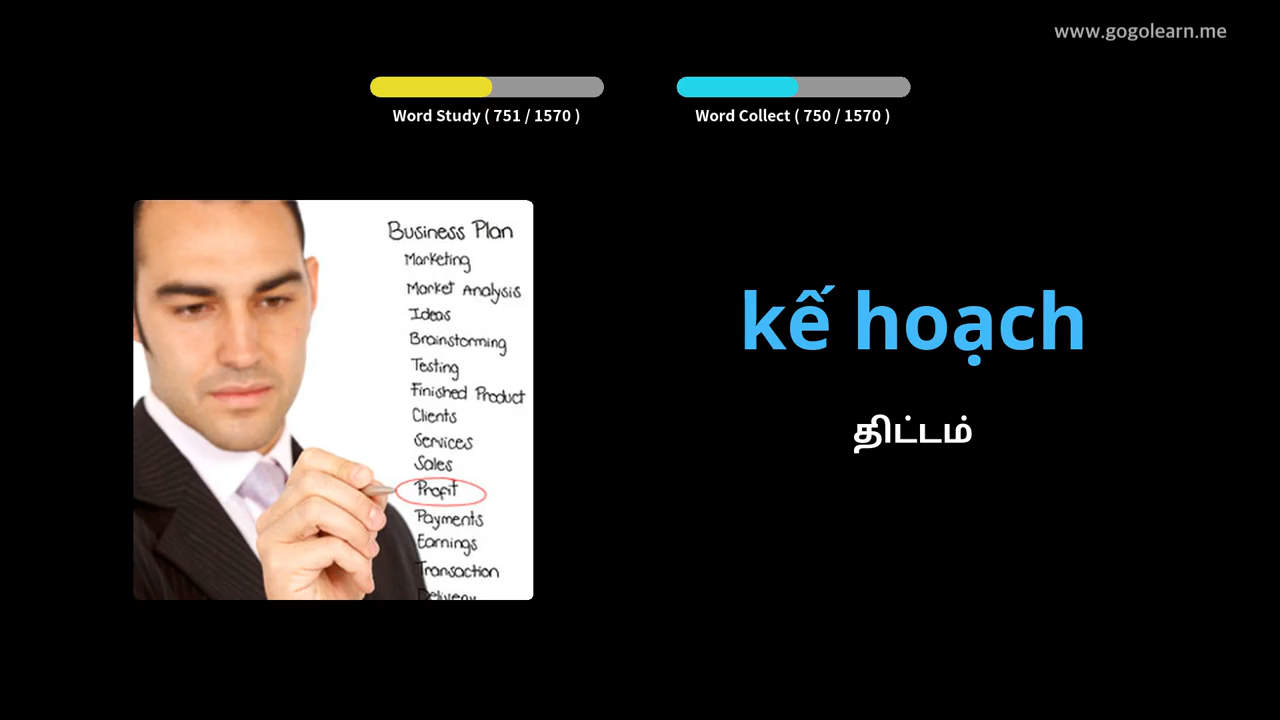 www.gogolearn.me
Word Study ( 751 / 1570 )
Word Collect ( 750 / 1570 )
Business Plan
Marketing
Market Analysis
Ideas
Brainstorming
Testing
Finished Product
Clients
Services
Sales
Profit
Payments
Earnings
Transaction
Delivery
kế hoạch
திட்டம்